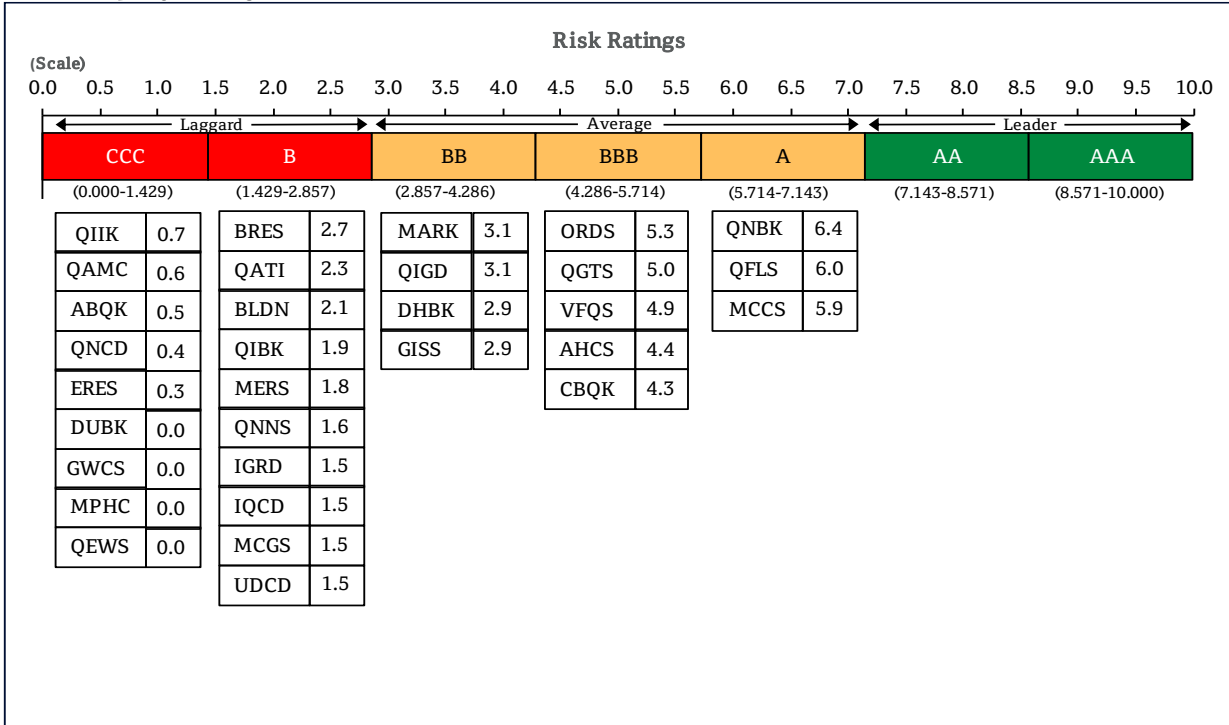 Risk Ratings
(Scale)
0.0 0.5 1.0 1.5 2.0 2.5 3.0 3.5 4.0 4.5 5.0 5.5 6.0 6.5 7.0 7.5 8.0 8.5 9.0 9.5 10.0
Laggard Average Leader
CCC B BB BBB A AA AAA
(0.000-1.429) (1.429-2.857) (2.857-4.286) (4.286-5.714) (5.714-7.143) (7.143-8.571) (8.571-10.000)
QIIK 0.7 BRES 2.7 MARK 3.1 ORDS 5.3 QNBK 6.4
QAMC 0.6 QATI 2.3 QIGD 3.1 QGTS 5.0 QFLS 6.0
ABQK 0.5 BLDN 2.1 DHBK 2.9 VFQS 4.9 MCCS 5.9
QNCD 0.4 QIBK 1.9 GISS 2.9 AHCS 4.4
ERES 0.3 MERS 1.8 CBQK 4.3
DUBK 0.0 QNNS 1.6
GWCS 0.0 IGRD 1.5
MPHC 0.0 IQCD 1.5
QEWS 0.0 MCGS 1.5
UDCD 1.5